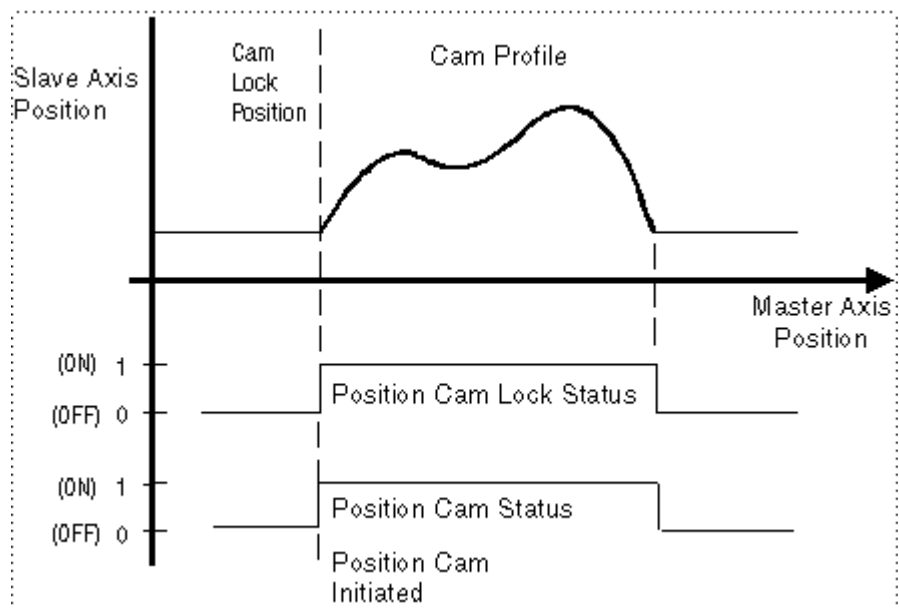 Cam
Lock
Position
Cam Profile
Slave Axis
Position
Master Axis
Position
(ON) 1
Position Cam Lock Status
(OFF) 0
(ON) 1
Position Cam Status
(OFF) 0
Position Cam
Initiated